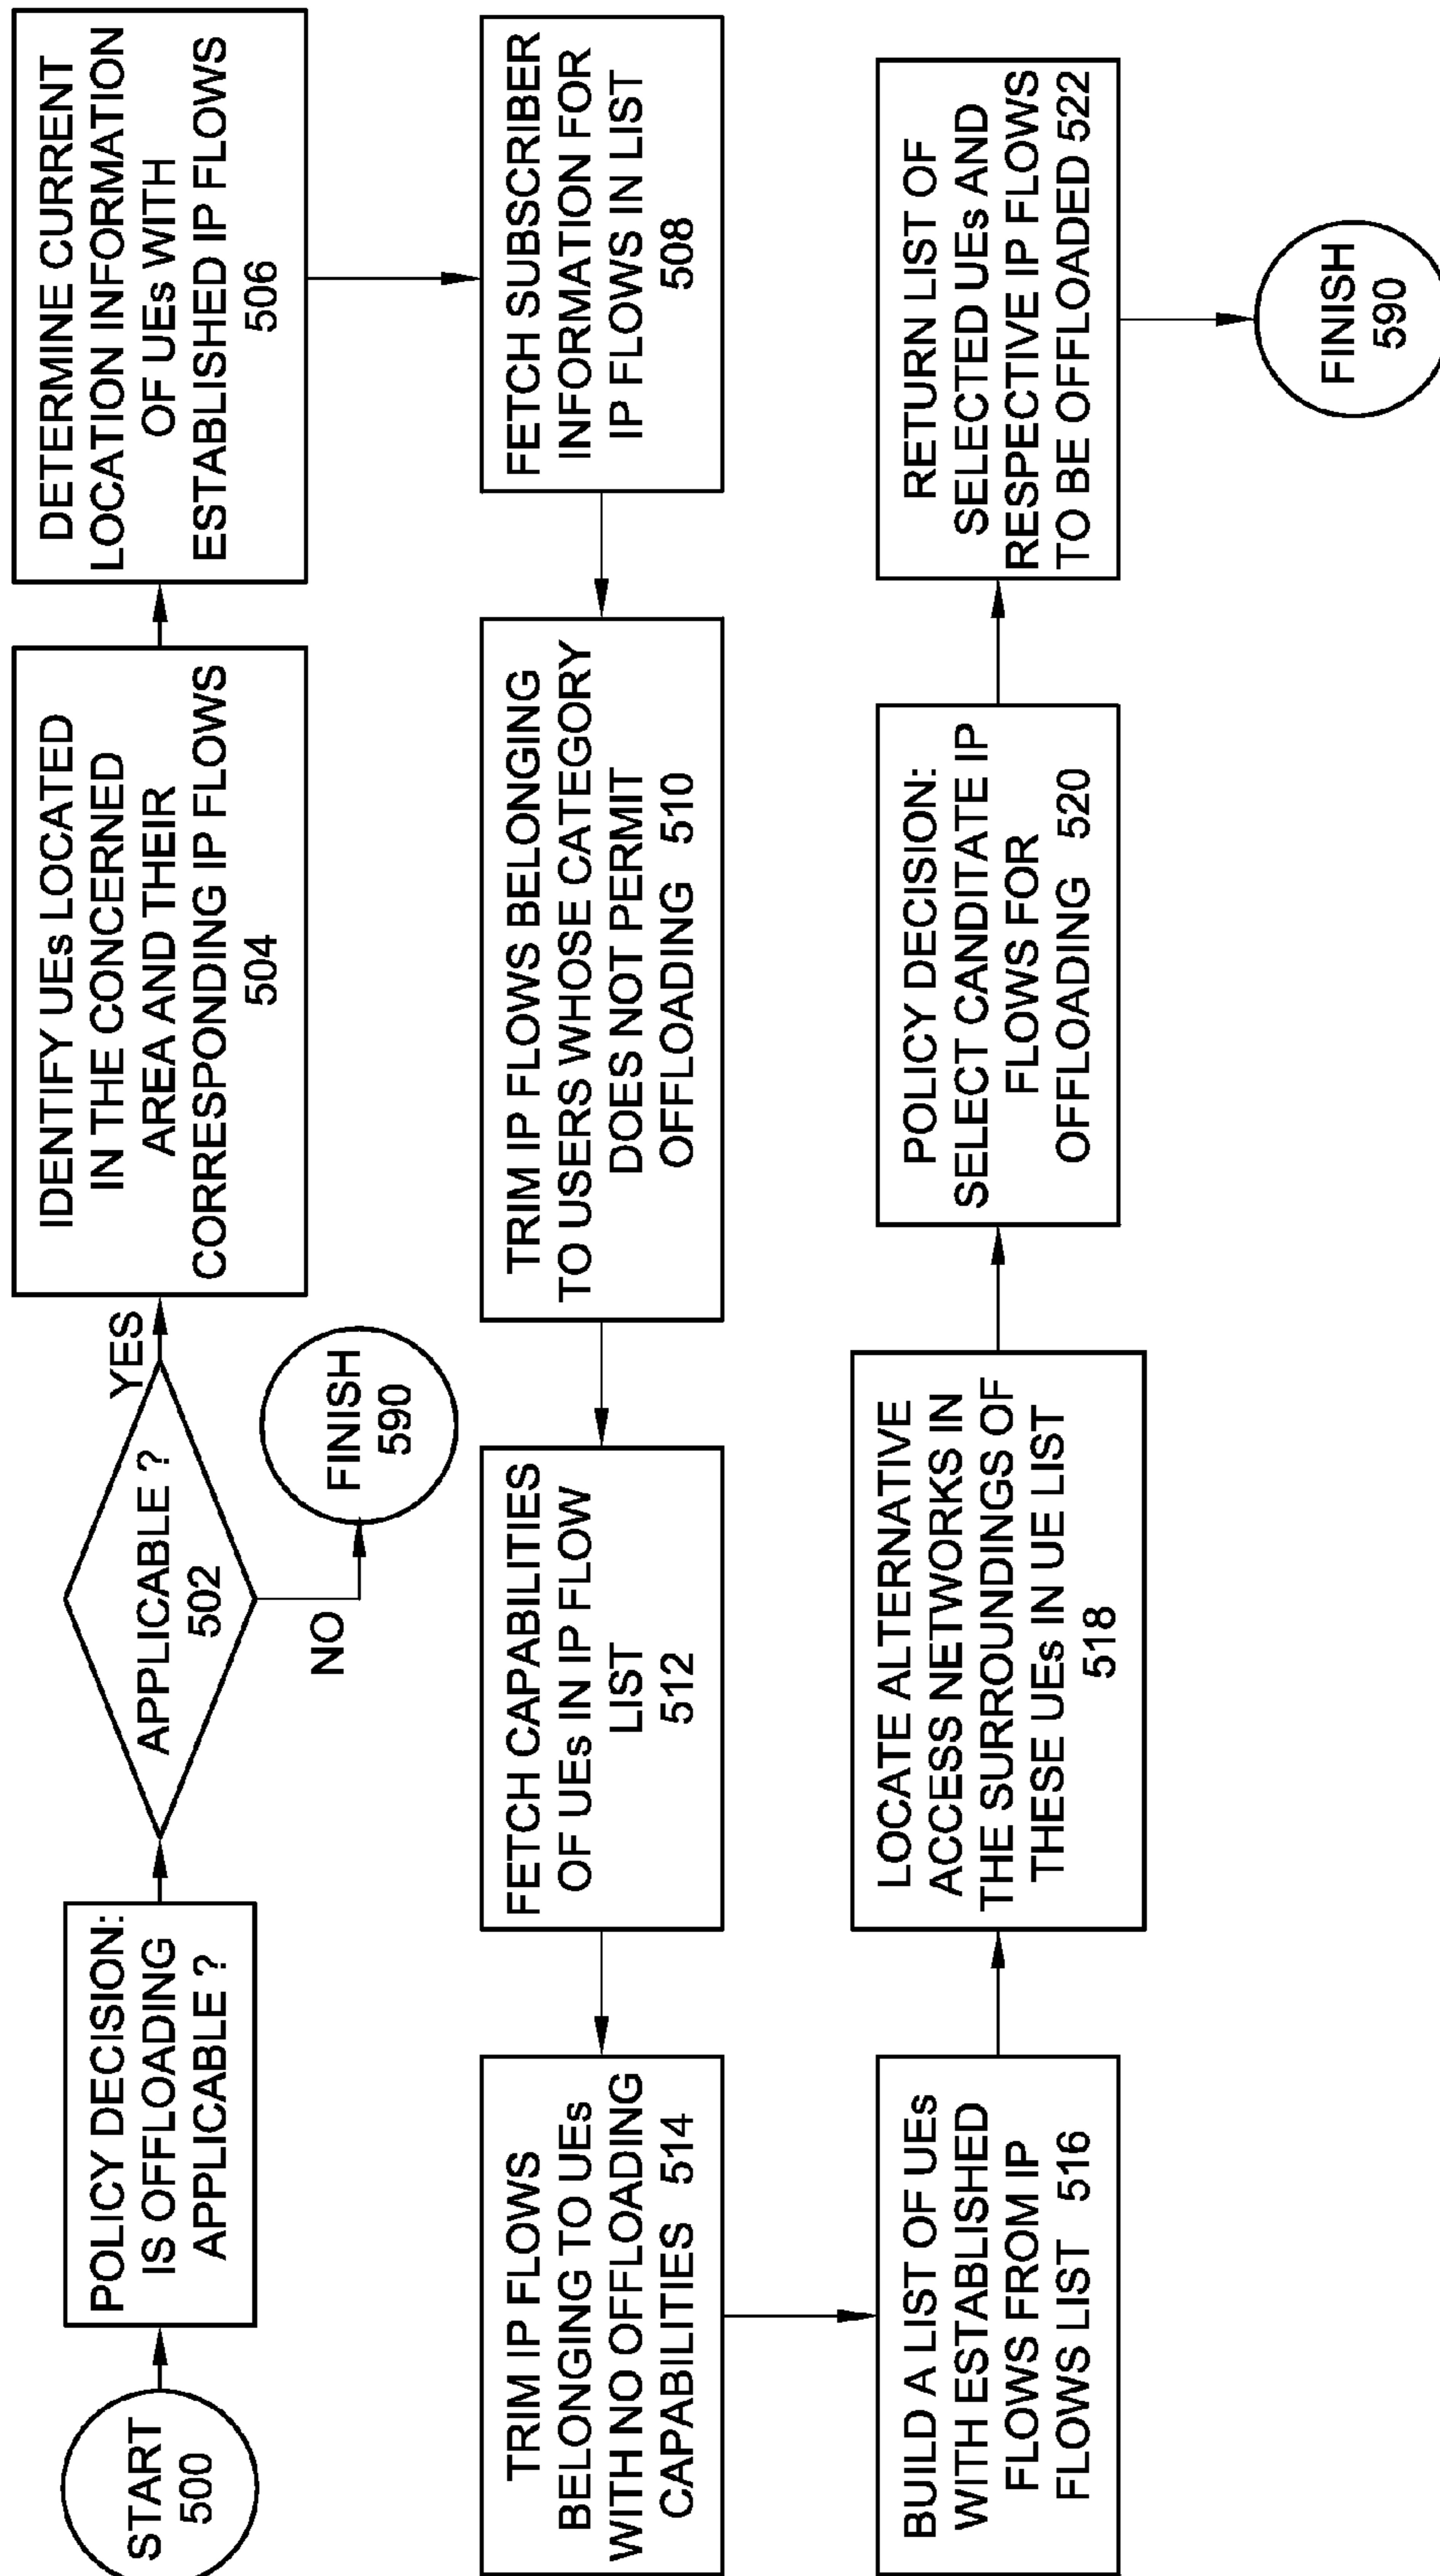 START
500
POLICY DECISION:
IS OFFLOADING
APPLICABLE ?
APPLICABLE ?
502
YES
NO
FINISH
590
IDENTIFY UEs LOCATED
IN THE CONCERNED
AREA AND THEIR
CORRESPONDING IP FLOWS
504
DETERMINE CURRENT
LOCATION INFORMATION
OF UEs WITH
ESTABLISHED IP FLOWS
506
FETCH SUBSCRIBER
INFORMATION FOR
IP FLOWS IN LIST
508
TRIM IP FLOWS BELONGING
TO USERS WHOSE CATEGORY
DOES NOT PERMIT
OFFLOADING 510
FETCH CAPABILITIES
OF UEs IN IP FLOW
LIST
512
TRIM IP FLOWS
BELONGING TO UEs
WITH NO OFFLOADING
CAPABILITIES 514
BUILD A LIST OF UEs
WITH ESTABLISHED
FLOWS FROM IP
FLOWS LIST 516
LOCATE ALTERNATIVE
ACCESS NETWORKS IN
THE SURROUNDINGS OF
THESE UEs IN UE LIST
518
POLICY DECISION:
SELECT CANDITATE IP
FLOWS FOR
OFFLOADING 520
RETURN LIST OF
SELECTED UEs AND
RESPECTIVE IP FLOWS
TO BE OFFLOADED 522
FINISH
590